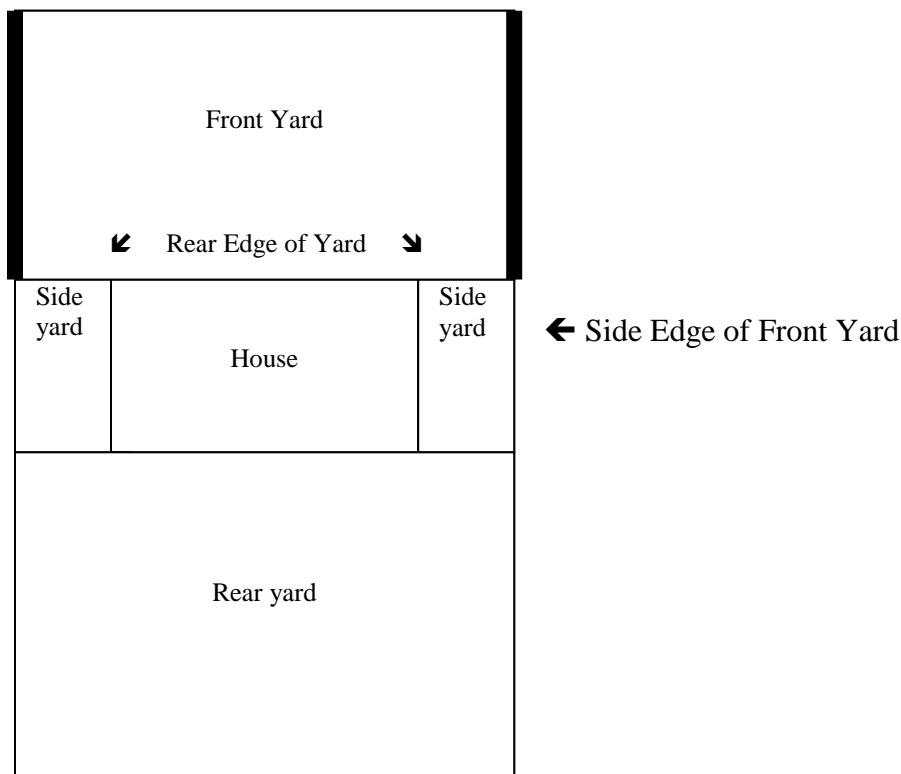 Front Yard
🡿 Rear Edge of Yard 🡾
Side
yard
House
Side
yard
🡸 Side Edge of Front Yard
Rear yard